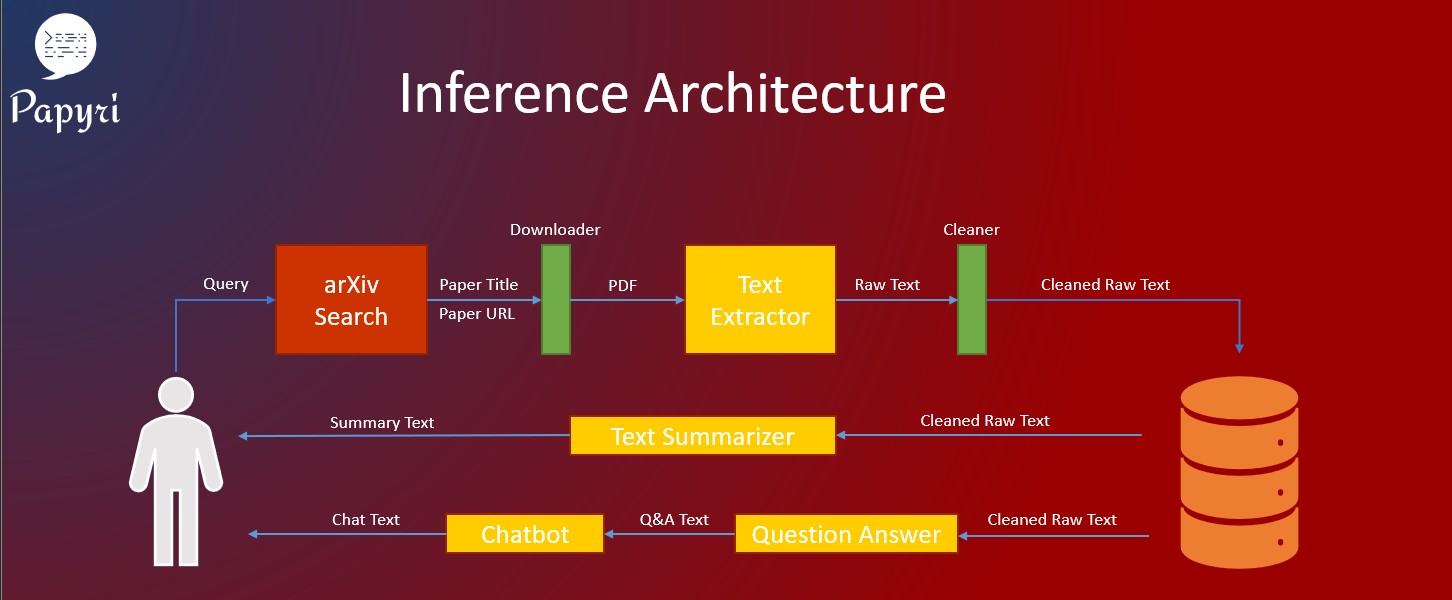 Papyri
Inference Architecture
Downloader
Cleaner
Query
arXiv
Search
Paper Title
Paper URL
PDF
Text
Extractor
Raw Text
Cleaned Raw Text
Summary Text
Text Summarizer
Cleaned Raw Text
Chat Text
Chatbot
Q&A Text
Question Answer
Cleaned Raw Text